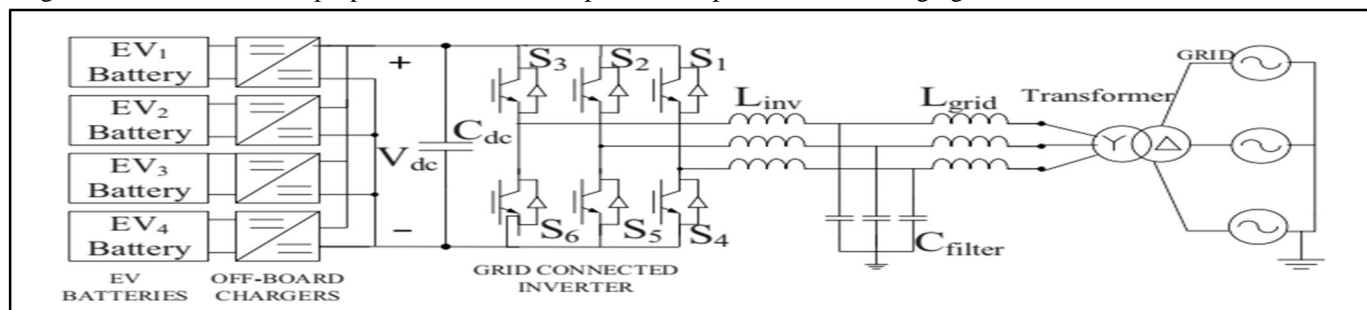 EV1
Battery
EV2
Battery
EV3
Battery
EV4
Battery
EV
BATTERIES
OFF-BOARD
CHARGERS
+
Vdc
−
Cdc
S3
S2
S1
S6
S5
S4
GRID CONNECTED
INVERTER
Linv
Lgrid
Cfilter
Transformer
Y
Δ
GRID